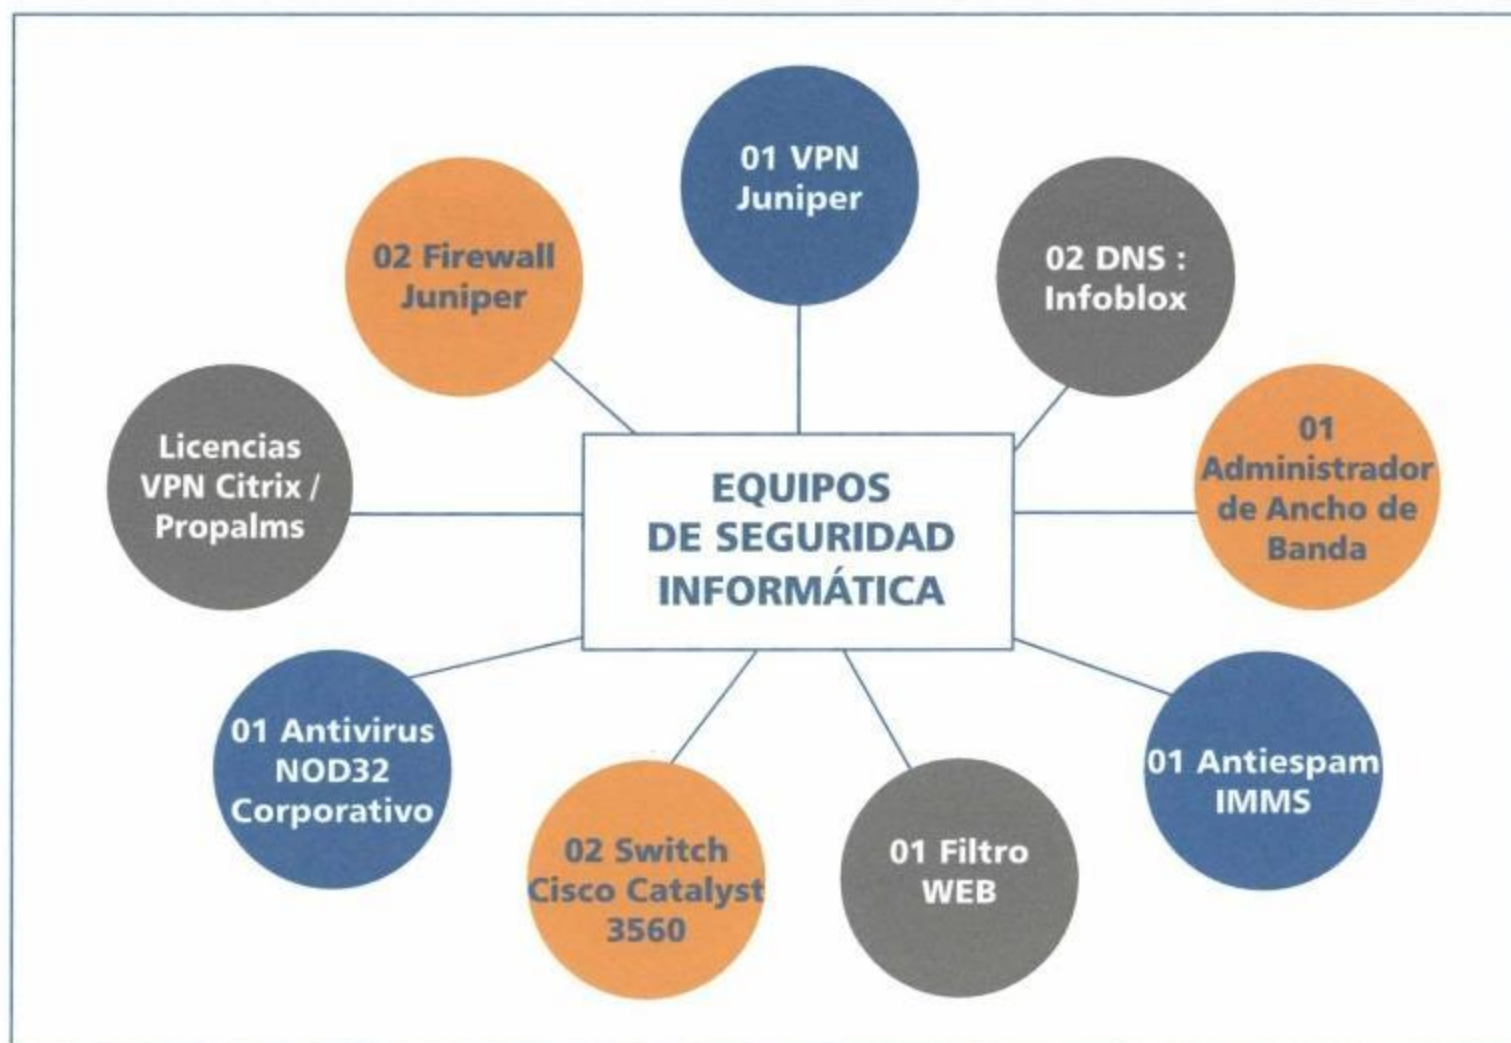 01 VPN
Juniper
02 Firewall
Juniper
02 DNS :
Infoblox
Licencias
VPN Citrix /
Propalms
01
Administrador
de Ancho de
Banda
EQUIPOS
DE SEGURIDAD
INFORMÁTICA
01 Antivirus
NOD32
Corporativo
01 Antiespam
IMMS
02 Switch
Cisco Catalyst
3560
01 Filtro
WEB